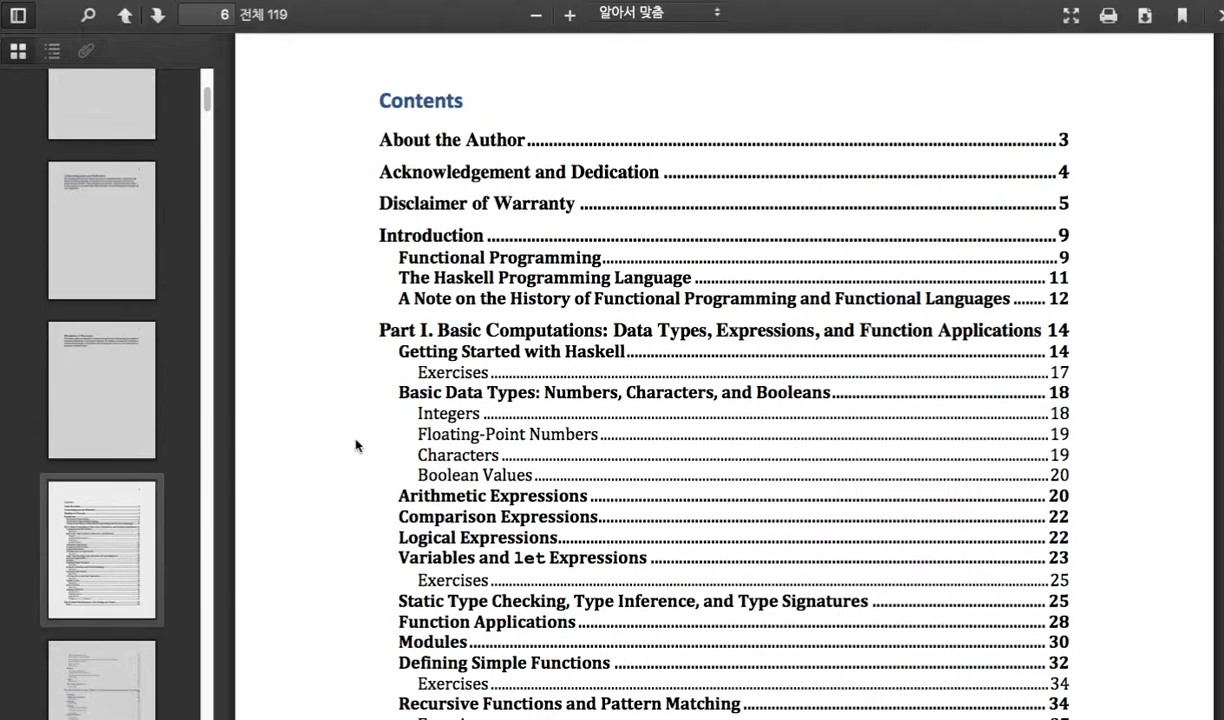 6 전체 119 알아서 맞춤
Contents
About the Author 3
Acknowledgement and Dedication 4
Disclaimer of Warranty 5
Introduction 9
Functional Programming 9
The Haskell Programming Language 11
A Note on the History of Functional Programming and Functional Languages 12
Part I. Basic Computations: Data Types, Expressions, and Function Applications 14
Getting Started with Haskell 14
Exercises 17
Basic Data Types: Numbers, Characters, and Booleans 18
Integers 18
Floating-Point Numbers 19
Characters 19
Boolean Values 20
Arithmetic Expressions 20
Comparison Expressions 22
Logical Expressions 22
Variables and let Expressions 23
Exercises 25
Static Type Checking, Type Inference, and Type Signatures 25
Function Applications 28
Modules 30
Defining Simple Functions 32
Exercises 34
Recursive Functions and Pattern Matching 34